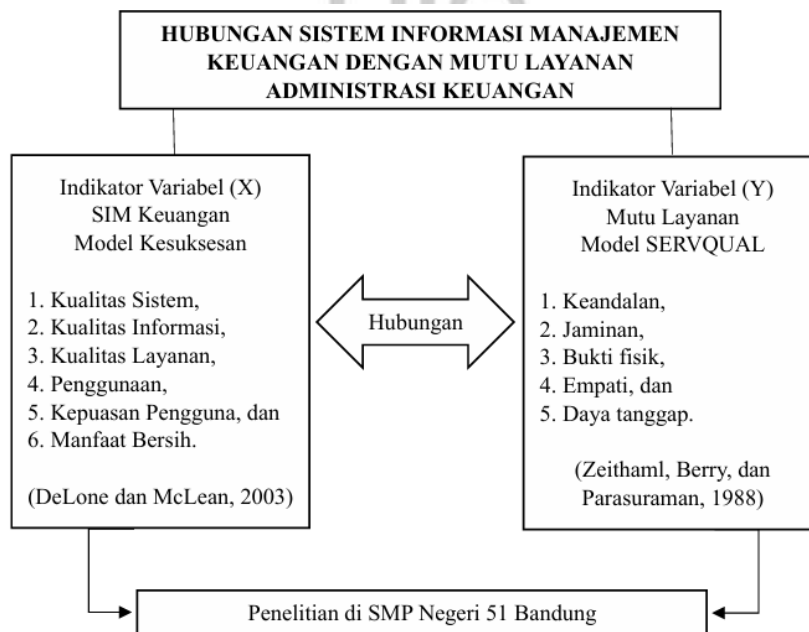 HUBUNGAN SISTEM INFORMASI MANAJEMEN
KEUANGAN DENGAN MUTU LAYANAN
ADMINISTRASI KEUANGAN
Indikator Variabel (X)
SIM Keuangan
Model Kesuksesan
1. Kualitas Sistem,
2. Kualitas Informasi,
3. Kualitas Layanan,
4. Penggunaan,
5. Kepuasan Pengguna, dan
6. Manfaat Bersih.
(DeLone dan McLean, 2003)
Hubungan
Indikator Variabel (Y)
Mutu Layanan
Model SERVQUAL
1. Keandalan,
2. Jaminan,
3. Bukti fisik,
4. Empati, dan
5. Daya tanggap.
(Zeithaml, Berry, dan
Parasuraman, 1988)
Penelitian di SMP Negeri 51 Bandung